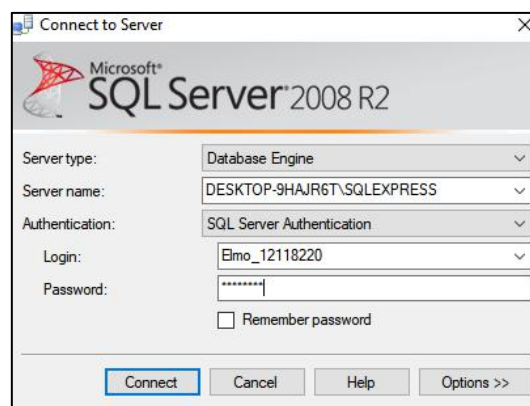 Connect to Server
Microsoft®
SQL Server® 2008 R2
Server type: Database Engine
Server name: DESKTOP-9HAJR6T\SQLEXPRESS
Authentication: SQL Server Authentication
Login: Elmo_12118220
Password: ********
Remember password
Connect Cancel Help Options >>